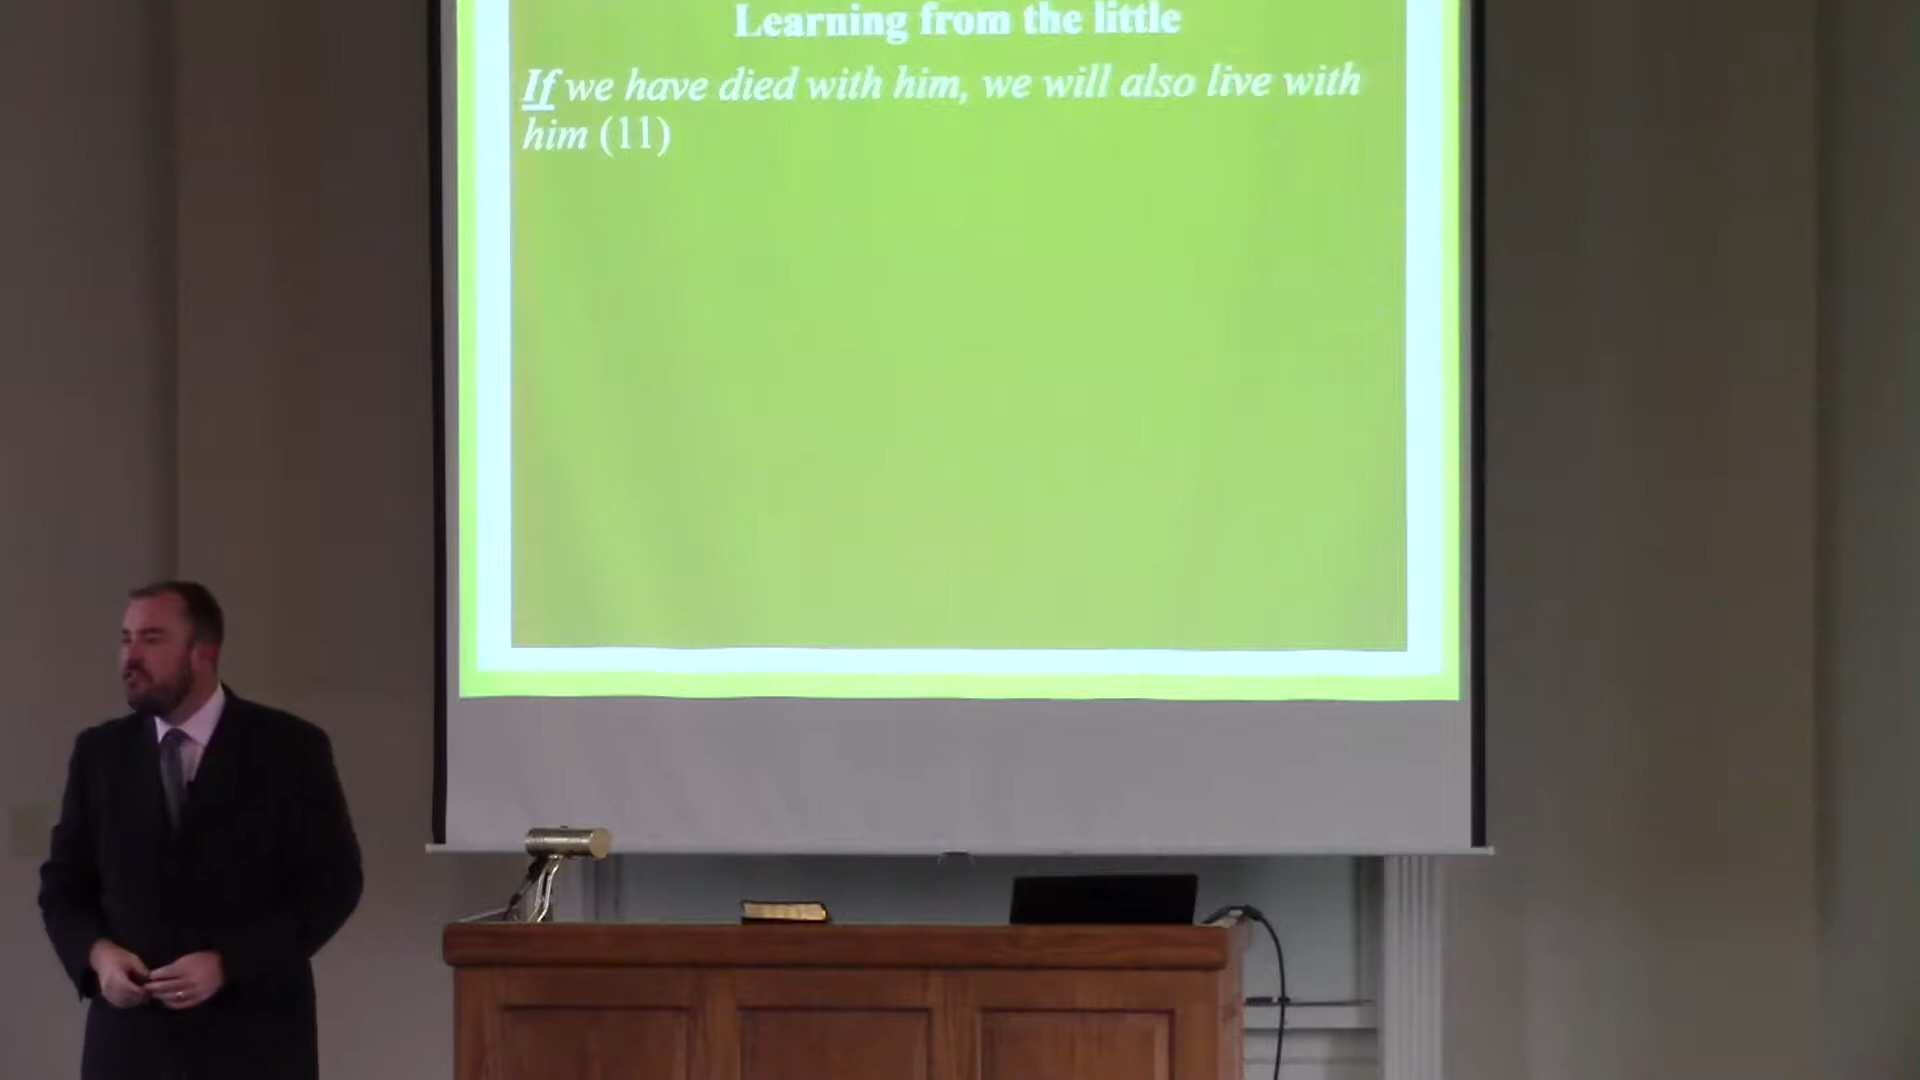 Learning from the little
If we have died with him, we will also live with
him (11)